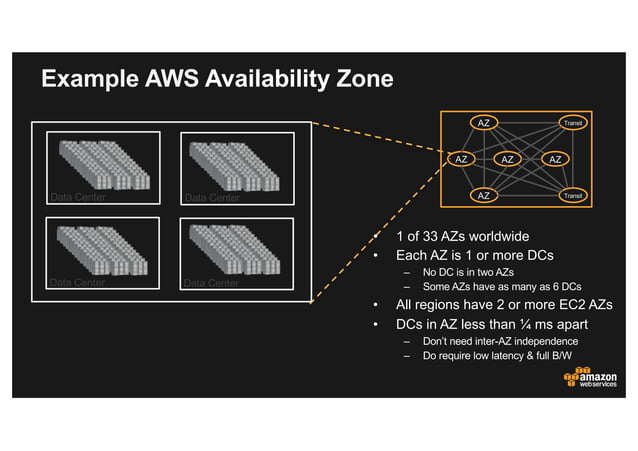 Example AWS Availability Zone
Data Center
Data Center
Data Center
Data Center
AZ
Transit
AZ
AZ
AZ
AZ
Transit
• 1 of 33 AZs worldwide
• Each AZ is 1 or more DCs
– No DC is in two AZs
– Some AZs have as many as 6 DCs
• All regions have 2 or more EC2 AZs
• DCs in AZ less than ¼ ms apart
– Don't need inter-AZ independence
– Do require low latency & full B/W
amazon
webservices